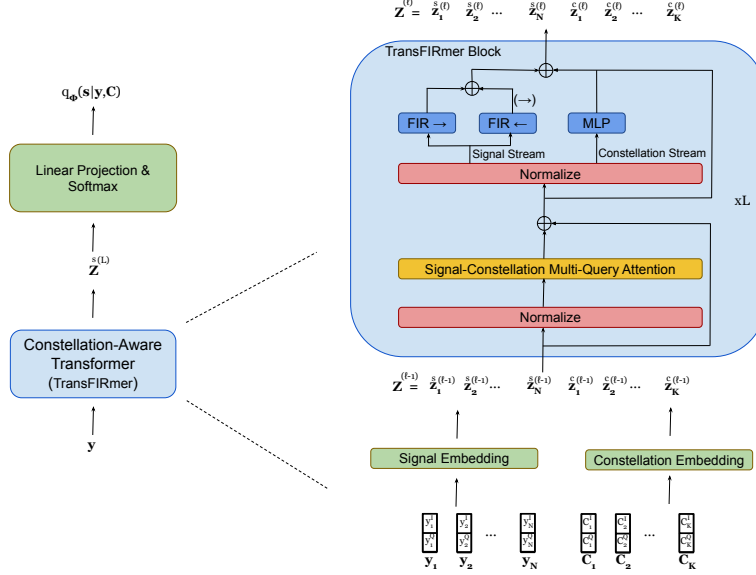 q_Φ(s|y,C)
Linear Projection &
Softmax
Z^s(L)
Constellation-Aware
Transformer
(TransFIRmer)
y
Z^(ℓ) = z_1^s(ℓ) z_2^s(ℓ) ... z_N^s(ℓ) z_1^c(ℓ) z_2^c(ℓ) ... z_K^c(ℓ)
TransFIRmer Block
(→)
FIR → FIR ← MLP
Signal Stream Constellation Stream
Normalize
xL
Signal-Constellation Multi-Query Attention
Normalize
Z^(ℓ-1) = z_1^s(ℓ-1) z_2^s(ℓ-1) ... z_N^s(ℓ-1) z_1^c(ℓ-1) z_2^c(ℓ-1) ... z_K^c(ℓ-1)
Signal Embedding Constellation Embedding
y_1^I y_2^I y_N^I C_1^I C_2^I C_K^I
... ...
y_1^Q y_2^Q y_N^Q C_1^Q C_2^Q C_K^Q
y_1 y_2 y_N C_1 C_2 C_K